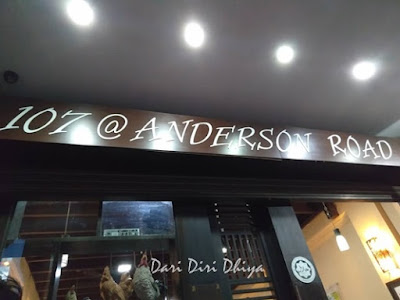 107 @ ANDERSON ROAD
Dari Diri Dhiya